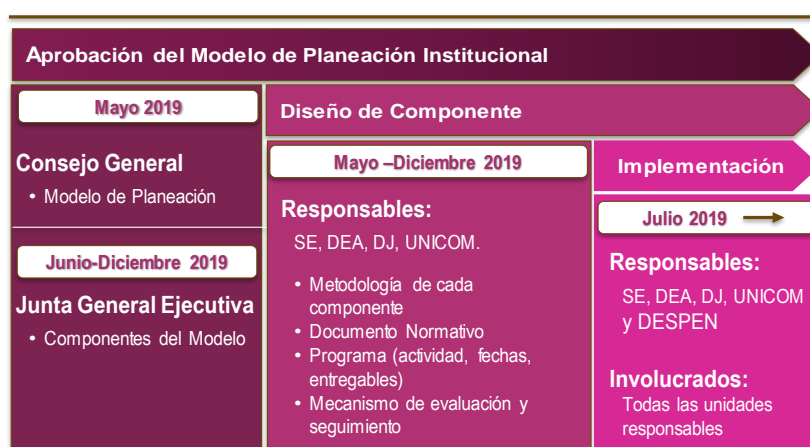 Aprobación del Modelo de Planeación Institucional
Mayo 2019
Consejo General
• Modelo de Planeación
Junio-Diciembre 2019
Junta General Ejecutiva
• Componentes del Modelo
Diseño de Componente
Mayo –Diciembre 2019
Responsables:
SE, DEA, DJ, UNICOM.
• Metodología de cada
componente
• Documento Normativo
• Programa (actividad, fechas,
entregables)
• Mecanismo de evaluación y
seguimiento
Implementación
Julio 2019
Responsables:
SE, DEA, DJ, UNICOM
y DESPEN
Involucrados:
Todas las unidades
responsables